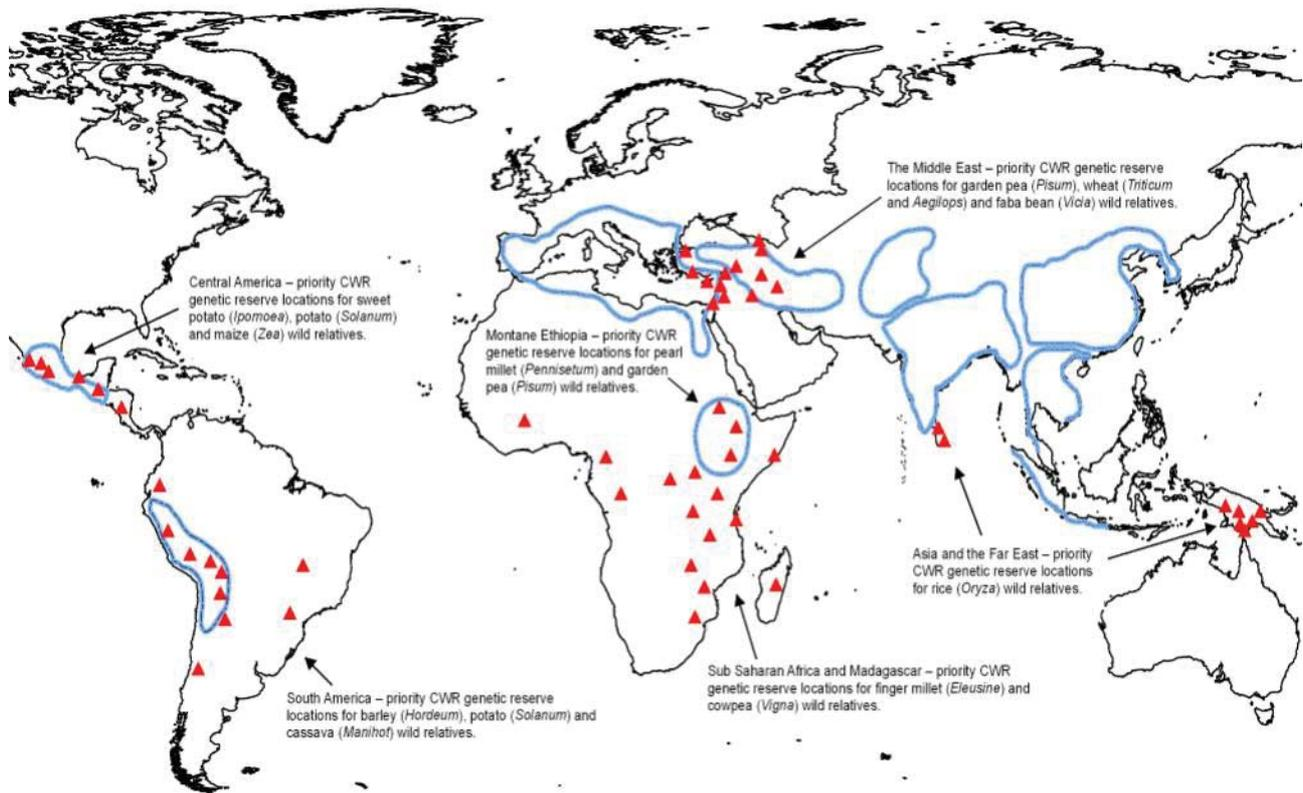 The Middle East – priority CWR genetic reserve
locations for garden pea (Pisum), wheat (Triticum
and Aegilops) and faba bean (Vicia) wild relatives.
Central America – priority CWR
genetic reserve locations for sweet
potato (Ipomoea), potato (Solanum)
and maize (Zea) wild relatives.
Montane Ethiopia – priority CWR
genetic reserve locations for pearl
millet (Pennisetum) and garden
pea (Pisum) wild relatives.
Asia and the Far East – priority
CWR genetic reserve locations
for rice (Oryza) wild relatives.
Sub Saharan Africa and Madagascar – priority CWR
genetic reserve locations for finger millet (Eleusine) and
cowpea (Vigna) wild relatives.
South America – priority CWR genetic reserve
locations for barley (Hordeum), potato (Solanum) and
cassava (Manihot) wild relatives.